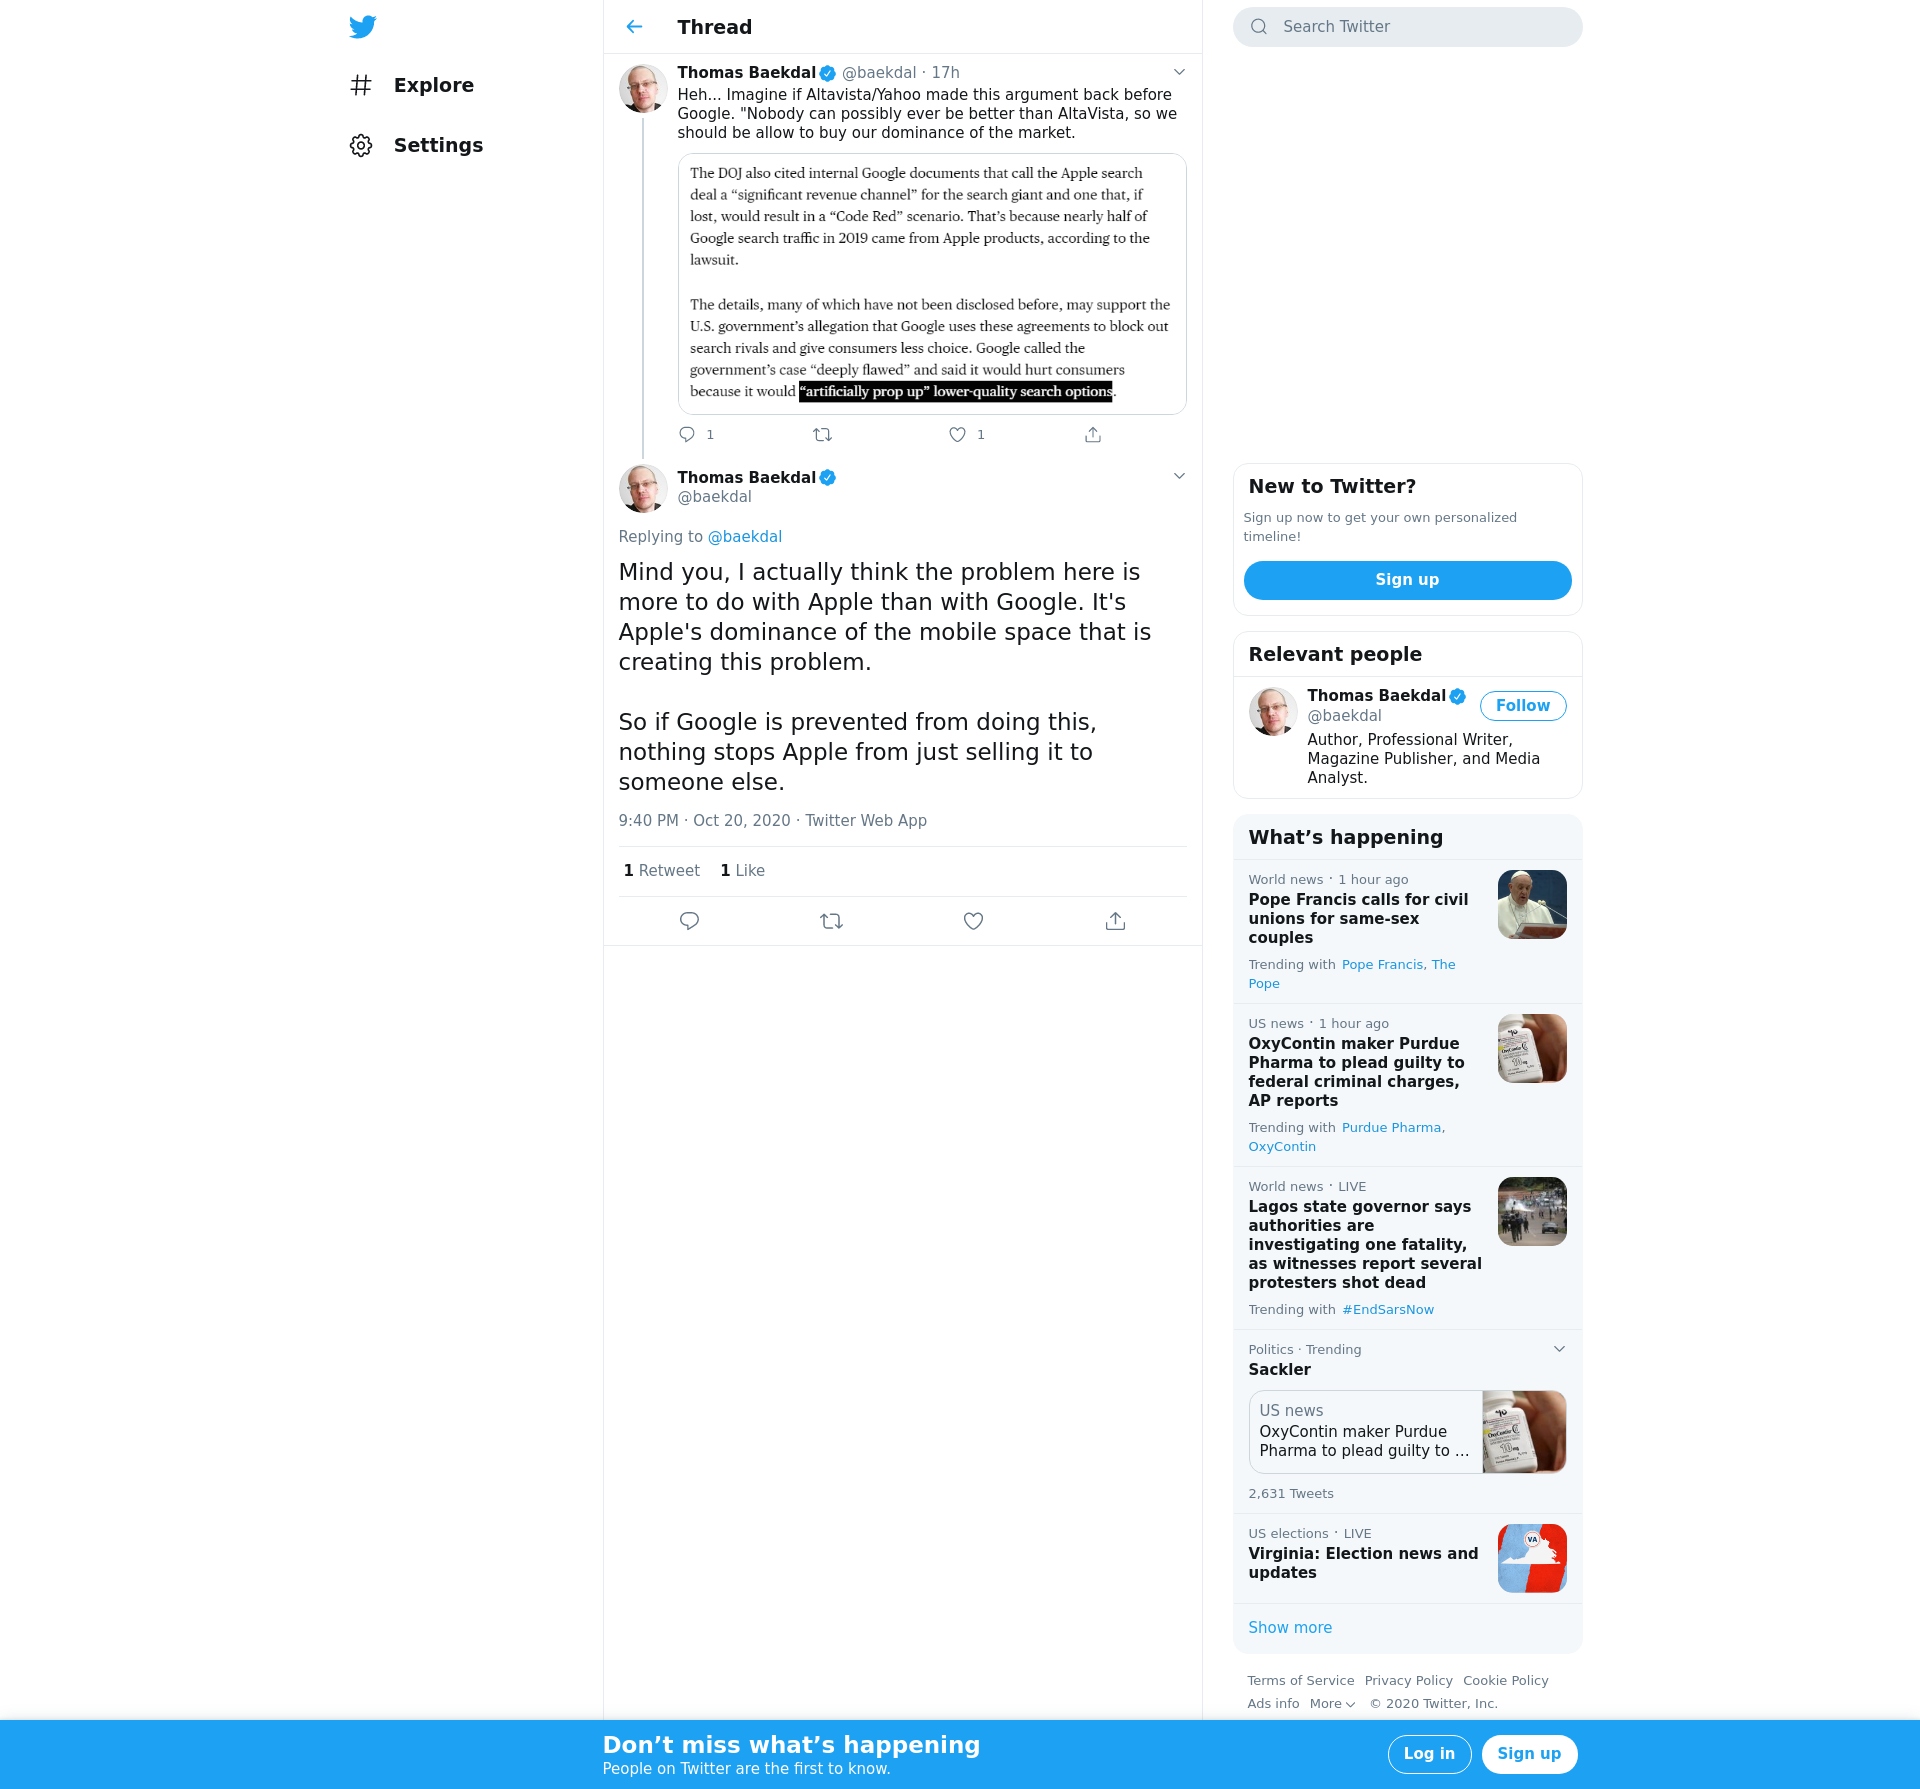 Thread
Search Twitter
Explore
Settings
Thomas Baekdal @baekdal · 17h
Heh... Imagine if Altavista/Yahoo made this argument back before
Google. "Nobody can possibly ever be better than AltaVista, so we
should be allow to buy our dominance of the market.
The DOJ also cited internal Google documents that call the Apple search
deal a “significant revenue channel” for the search giant and one that, if
lost, would result in a “Code Red” scenario. That’s because nearly half of
Google search traffic in 2019 came from Apple products, according to the
lawsuit.
The details, many of which have not been disclosed before, may support the
U.S. government’s allegation that Google uses these agreements to block out
search rivals and give consumers less choice. Google called the
government’s case “deeply flawed” and said it would hurt consumers
because it would “artificially prop up” lower-quality search options.
1
1
Thomas Baekdal
@baekdal
Replying to @baekdal
Mind you, I actually think the problem here is
more to do with Apple than with Google. It's
Apple's dominance of the mobile space that is
creating this problem.
So if Google is prevented from doing this,
nothing stops Apple from just selling it to
someone else.
9:40 PM · Oct 20, 2020 · Twitter Web App
1 Retweet 1 Like
New to Twitter?
Sign up now to get your own personalized
timeline!
Sign up
Relevant people
Thomas Baekdal
@baekdal
Follow
Author, Professional Writer,
Magazine Publisher, and Media
Analyst.
What’s happening
World news · 1 hour ago
Pope Francis calls for civil
unions for same-sex
couples
Trending with Pope Francis, The
Pope
US news · 1 hour ago
OxyContin maker Purdue
Pharma to plead guilty to
federal criminal charges,
AP reports
Trending with Purdue Pharma,
OxyContin
World news · LIVE
Lagos state governor says
authorities are
investigating one fatality,
as witnesses report several
protesters shot dead
Trending with #EndSarsNow
Politics · Trending
Sackler
US news
OxyContin maker Purdue
Pharma to plead guilty to …
2,631 Tweets
US elections · LIVE
Virginia: Election news and
updates
VA
Show more
Terms of Service Privacy Policy Cookie Policy
Ads info More © 2020 Twitter, Inc.
Don’t miss what’s happening
People on Twitter are the first to know.
Log in
Sign up